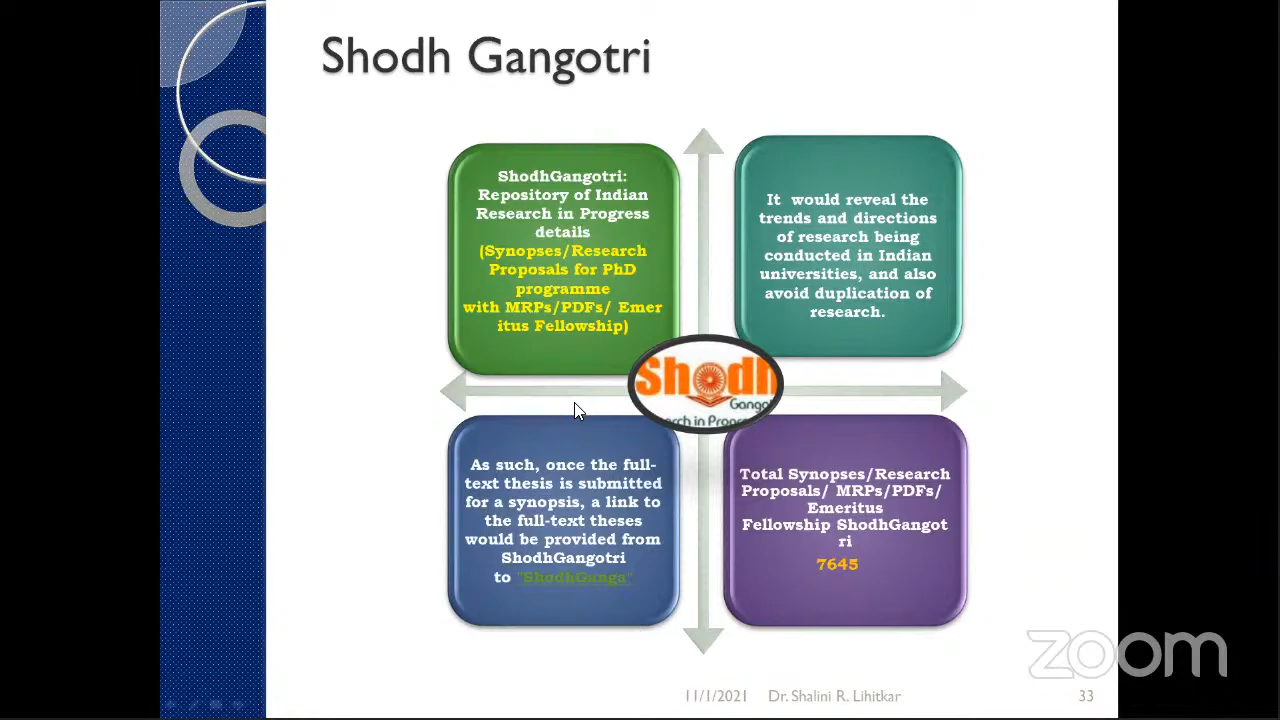 Shodh Gangotri
ShodhGangotri:
Repository of Indian
Research in Progress
details
(Synopses/Research
Proposals for PhD
programme
with MRPs/PDFs/ Emer
itus Fellowship)
It would reveal the
trends and directions
of research being
conducted in Indian
universities, and also
avoid duplication of
research.
Shodh
Gangot
rch in Progre
As such, once the full-
text thesis is submitted
for a synopsis, a link to
the full-text theses
would be provided from
ShodhGangotri
to "ShodhGanga"
Total Synopses/Research
Proposals/ MRPs/PDFs/
Emeritus
Fellowship ShodhGangot
ri
7645
zoom
11/1/2021 Dr. Shalini R. Lihitkar 33